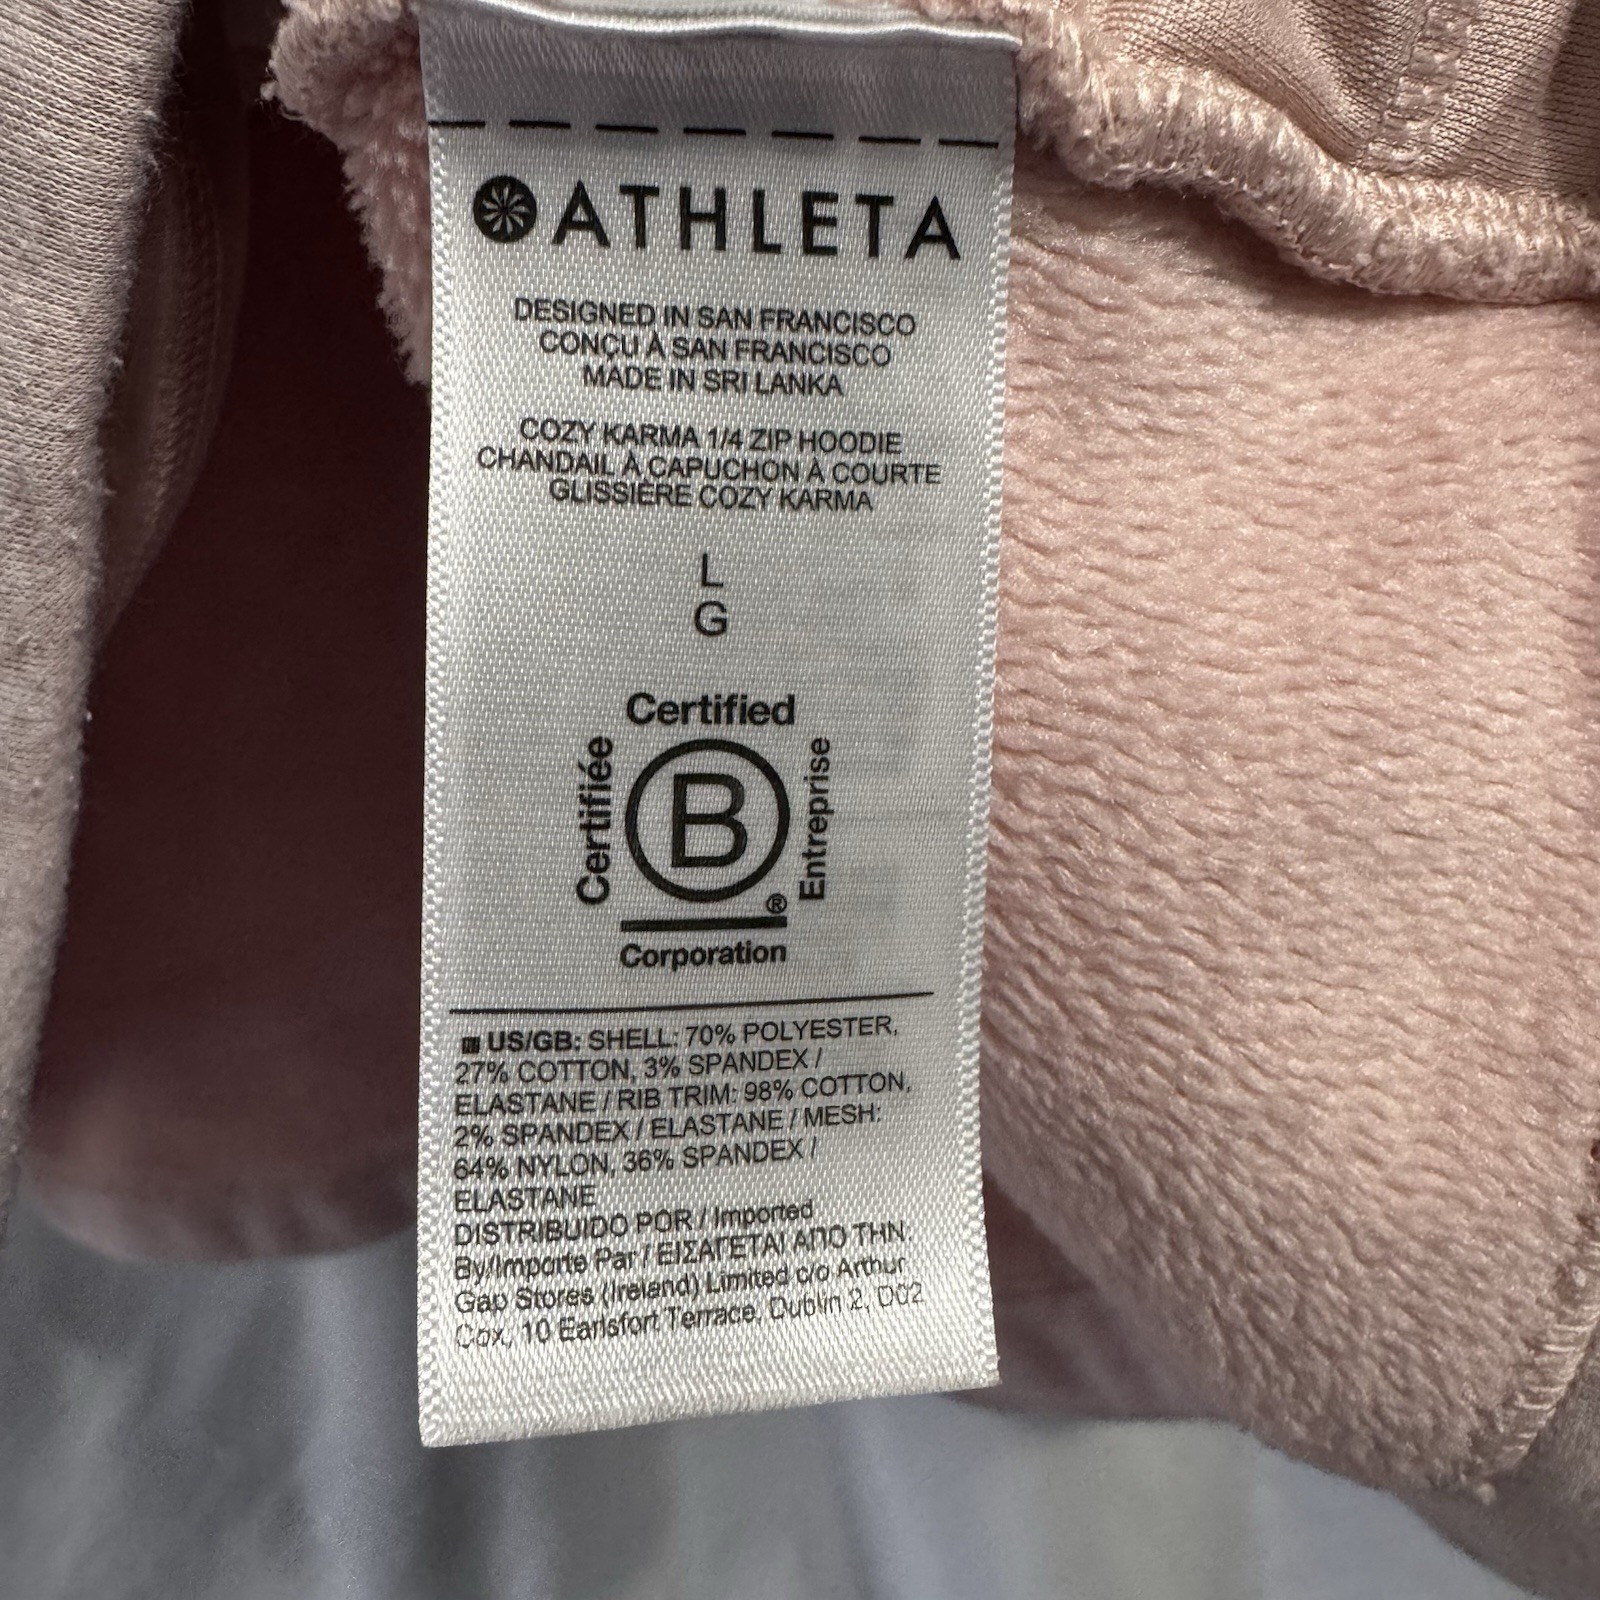 ATHLETA
DESIGNED IN SAN FRANCISCO
CONÇU À SAN FRANCISCO
MADE IN SRI LANKA
COZY KARMA 1/4 ZIP HOODIE
CHANDAIL À CAPUCHON À COURTE
GLISSIÈRE COZY KARMA
L
G
Certified
Certifiée
B
Entreprise
®
Corporation
US/GB: SHELL: 70% POLYESTER,
27% COTTON, 3% SPANDEX /
ELASTANE / RIB TRIM: 98% COTTON,
2% SPANDEX / ELASTANE / MESH:
64% NYLON, 36% SPANDEX /
ELASTANE
DISTRIBUIDO POR / Imported
By/Importe Par / ΕΙΣΑΓΕΤΑΙ ΑΠΟ ΤΗΝ:
Gap Stores (Ireland) Limited c/o Arthur
Cox, 10 Earlsfort Terrace, Dublin 2, D02